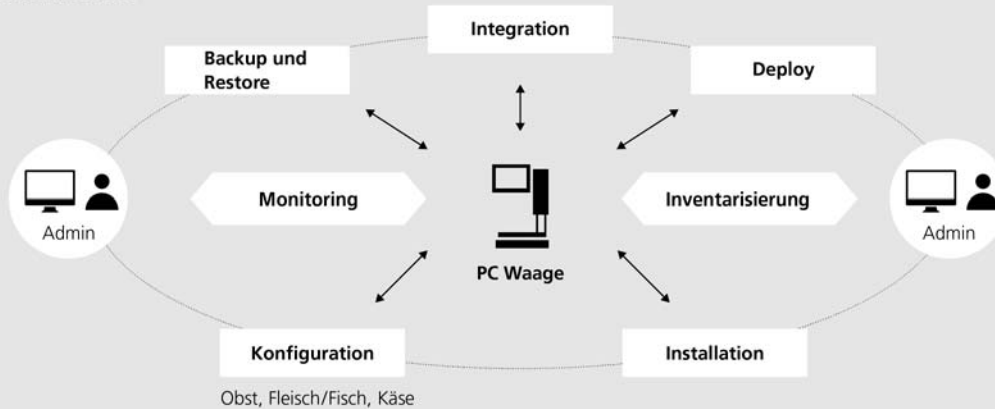 Integration
Backup und
Restore
Deploy
Monitoring
Inventarisierung
Admin
Admin
PC Waage
Konfiguration
Installation
Obst, Fleisch/Fisch, Käse